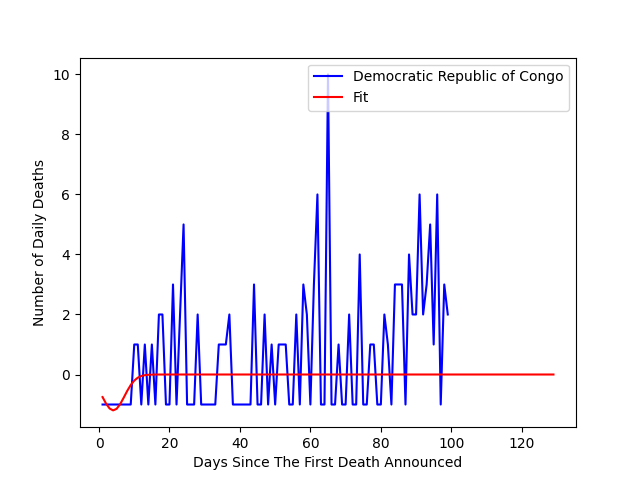 Democratic Republic of Congo
Fit
Number of Daily Deaths
10
8
6
4
2
0
0 20 40 60 80 100 120
Days Since The First Death Announced